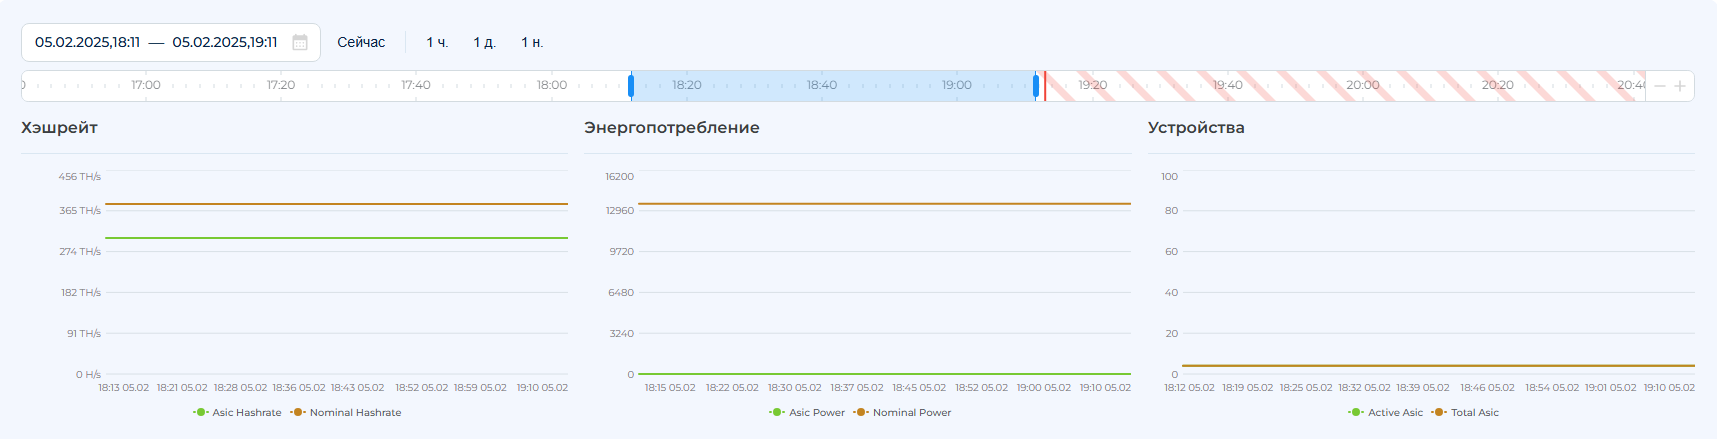 05.02.2025,18:11 — 05.02.2025,19:11 Сейчас 1 ч. 1 д. 1 н.
17:00 17:20 17:40 18:00 18:20 18:40 19:00 19:20 19:40 20:00 20:20 − +
Хэшрейт
456 TH/s
365 TH/s
274 TH/s
182 TH/s
91 TH/s
0 H/s
18:13 05.02 18:21 05.02 18:28 05.02 18:36 05.02 18:43 05.02 18:52 05.02 18:59 05.02 19:10 05.02
Asic Hashrate Nominal Hashrate
Энергопотребление
16200
12960
9720
6480
3240
0
18:15 05.02 18:22 05.02 18:30 05.02 18:37 05.02 18:45 05.02 18:52 05.02 19:00 05.02 19:10 05.02
Asic Power Nominal Power
Устройства
100
80
60
40
20
0
18:12 05.02 18:19 05.02 18:25 05.02 18:32 05.02 18:39 05.02 18:46 05.02 18:54 05.02 19:01 05.02 19:10 05.02
Active Asic Total Asic